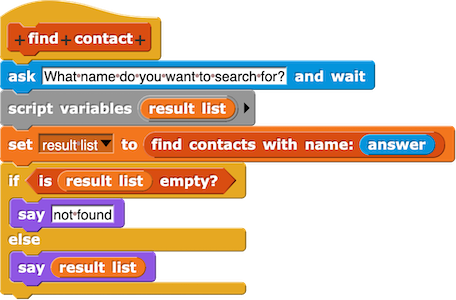 + find + contact +
ask What name do you want to search for? and wait
script variables result list
set result list to find contacts with name: answer
if is result list empty?
say not found
else
say result list